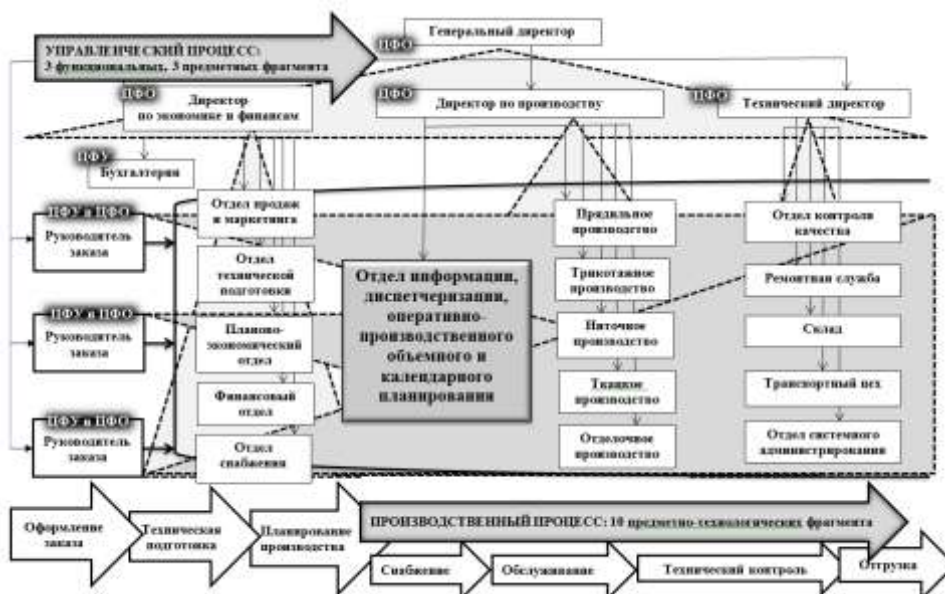 ЦФО
Генеральный директор
УПРАВЛЕНЧЕСКИЙ ПРОЦЕСС:
3 функциональных, 3 предметных фрагмента
ЦФО
Директор
по экономике и финансам
ЦФО
Директор по производству
ЦФО
Технический директор
ЦФУ
Бухгалтерия
ЦФУ и ЦФО
Руководитель
заказа
ЦФУ и ЦФО
Руководитель
заказа
ЦФУ и ЦФО
Руководитель
заказа
Отдел продаж
и маркетинга
Отдел
технической
подготовки
Планово-
экономический
отдел
Финансовый
отдел
Отдел
снабжения
Отдел информации,
диспетчеризации,
оперативно-
производственного
объемного и
календарного
планирования
Прядильное
производство
Трикотажное
производство
Ниточное
производство
Ткацкое
производство
Отделочное
производство
Отдел контроля
качества
Ремонтная служба
Склад
Транспортный цех
Отдел системного
администрирования
Оформление
заказа
Техническая
подготовка
Планирование
производства
ПРОИЗВОДСТВЕННЫЙ ПРОЦЕСС: 10 предметно-технологических фрагмента
Снабжение
Обслуживание
Технический контроль
Отгрузка